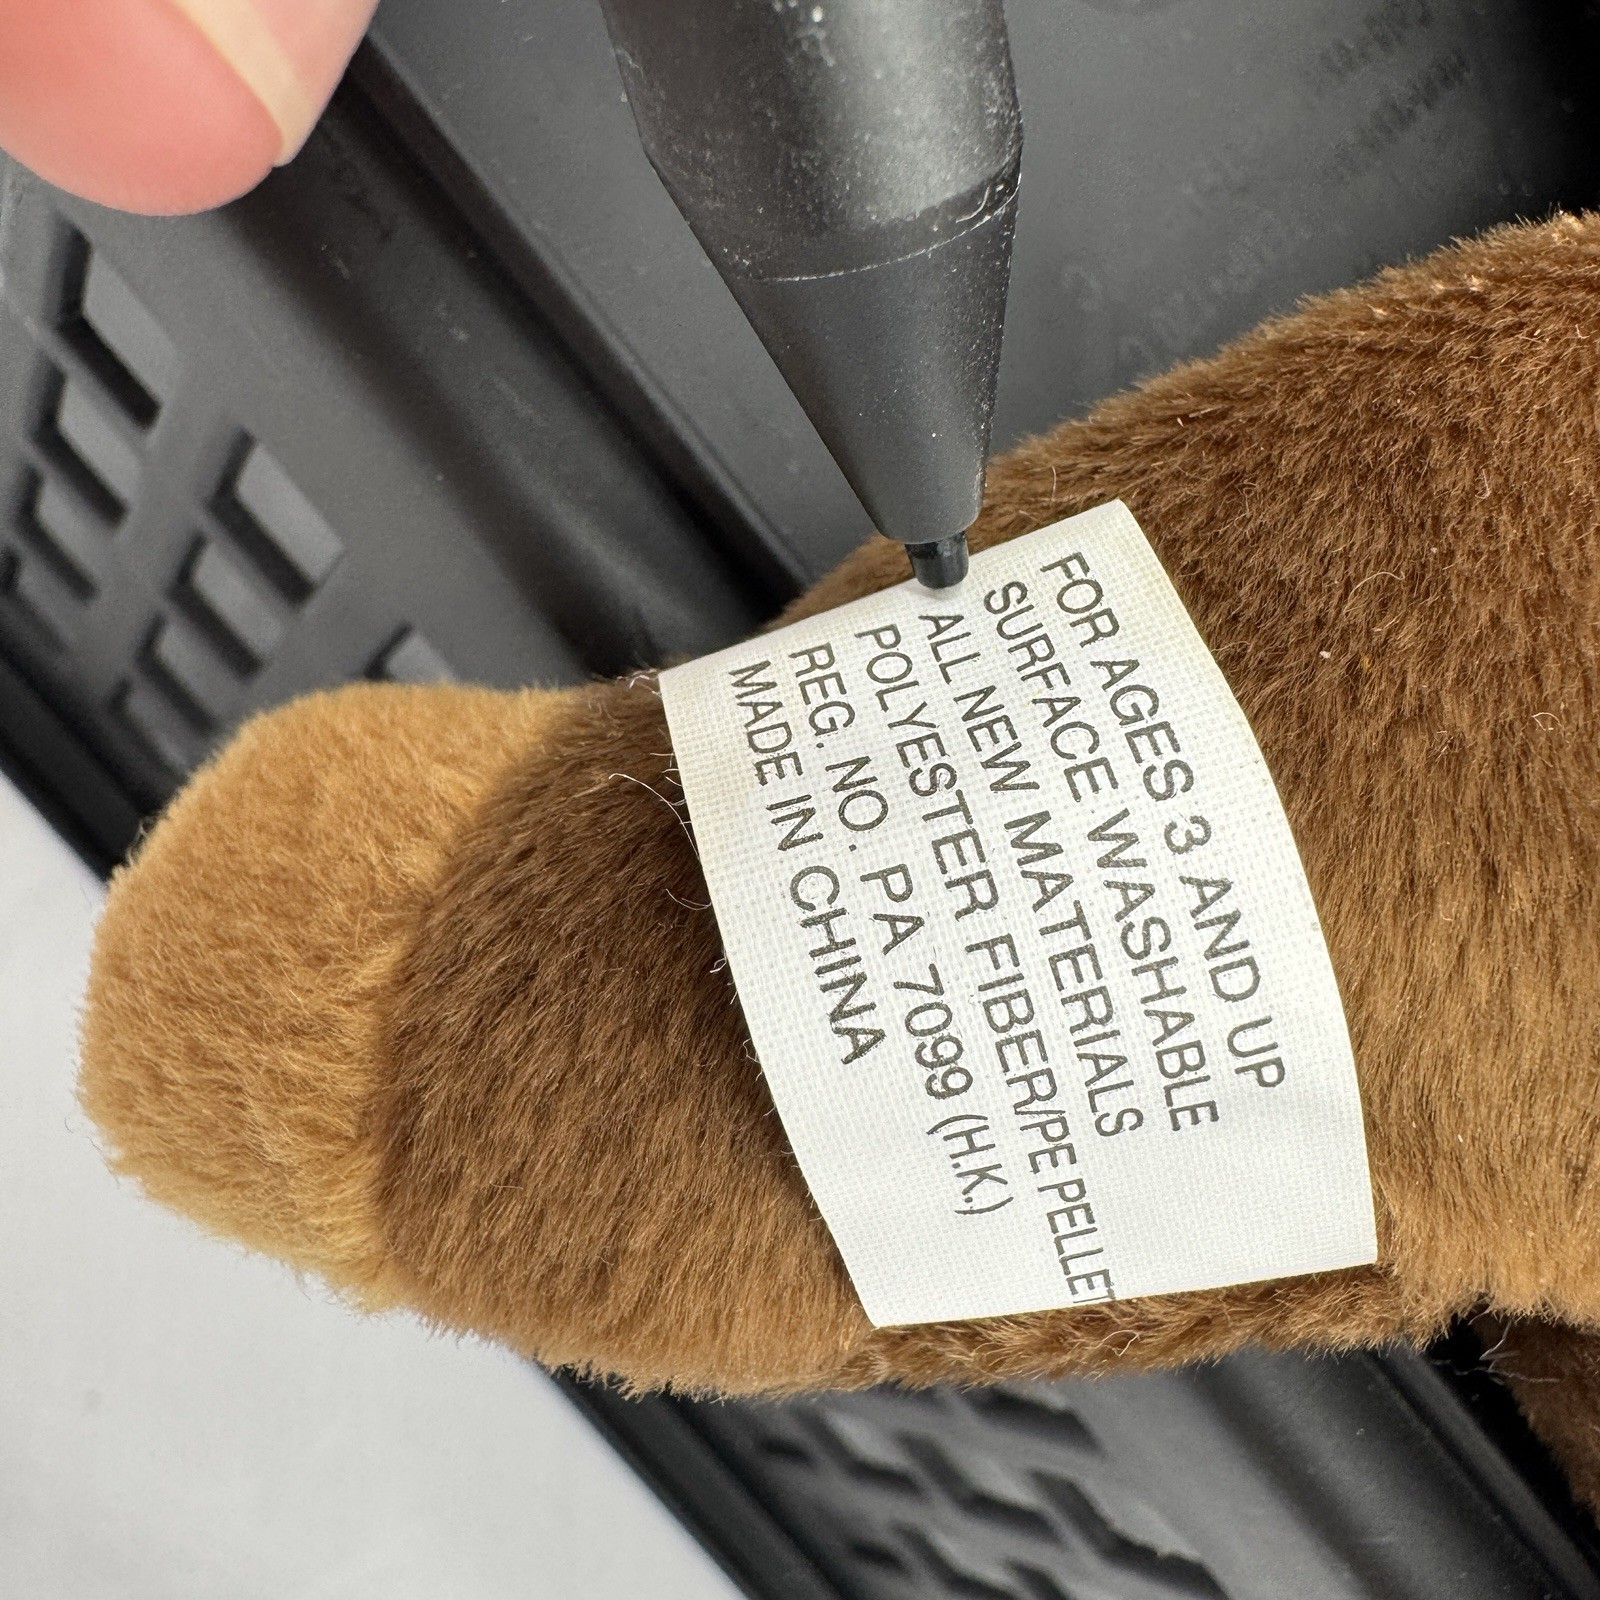 FOR AGES 3 AND UP
SURFACE WASHABLE
ALL NEW MATERIALS
POLYESTER FIBER/PE PELLET
REG. NO. PA 7099 (H.K.)
MADE IN CHINA